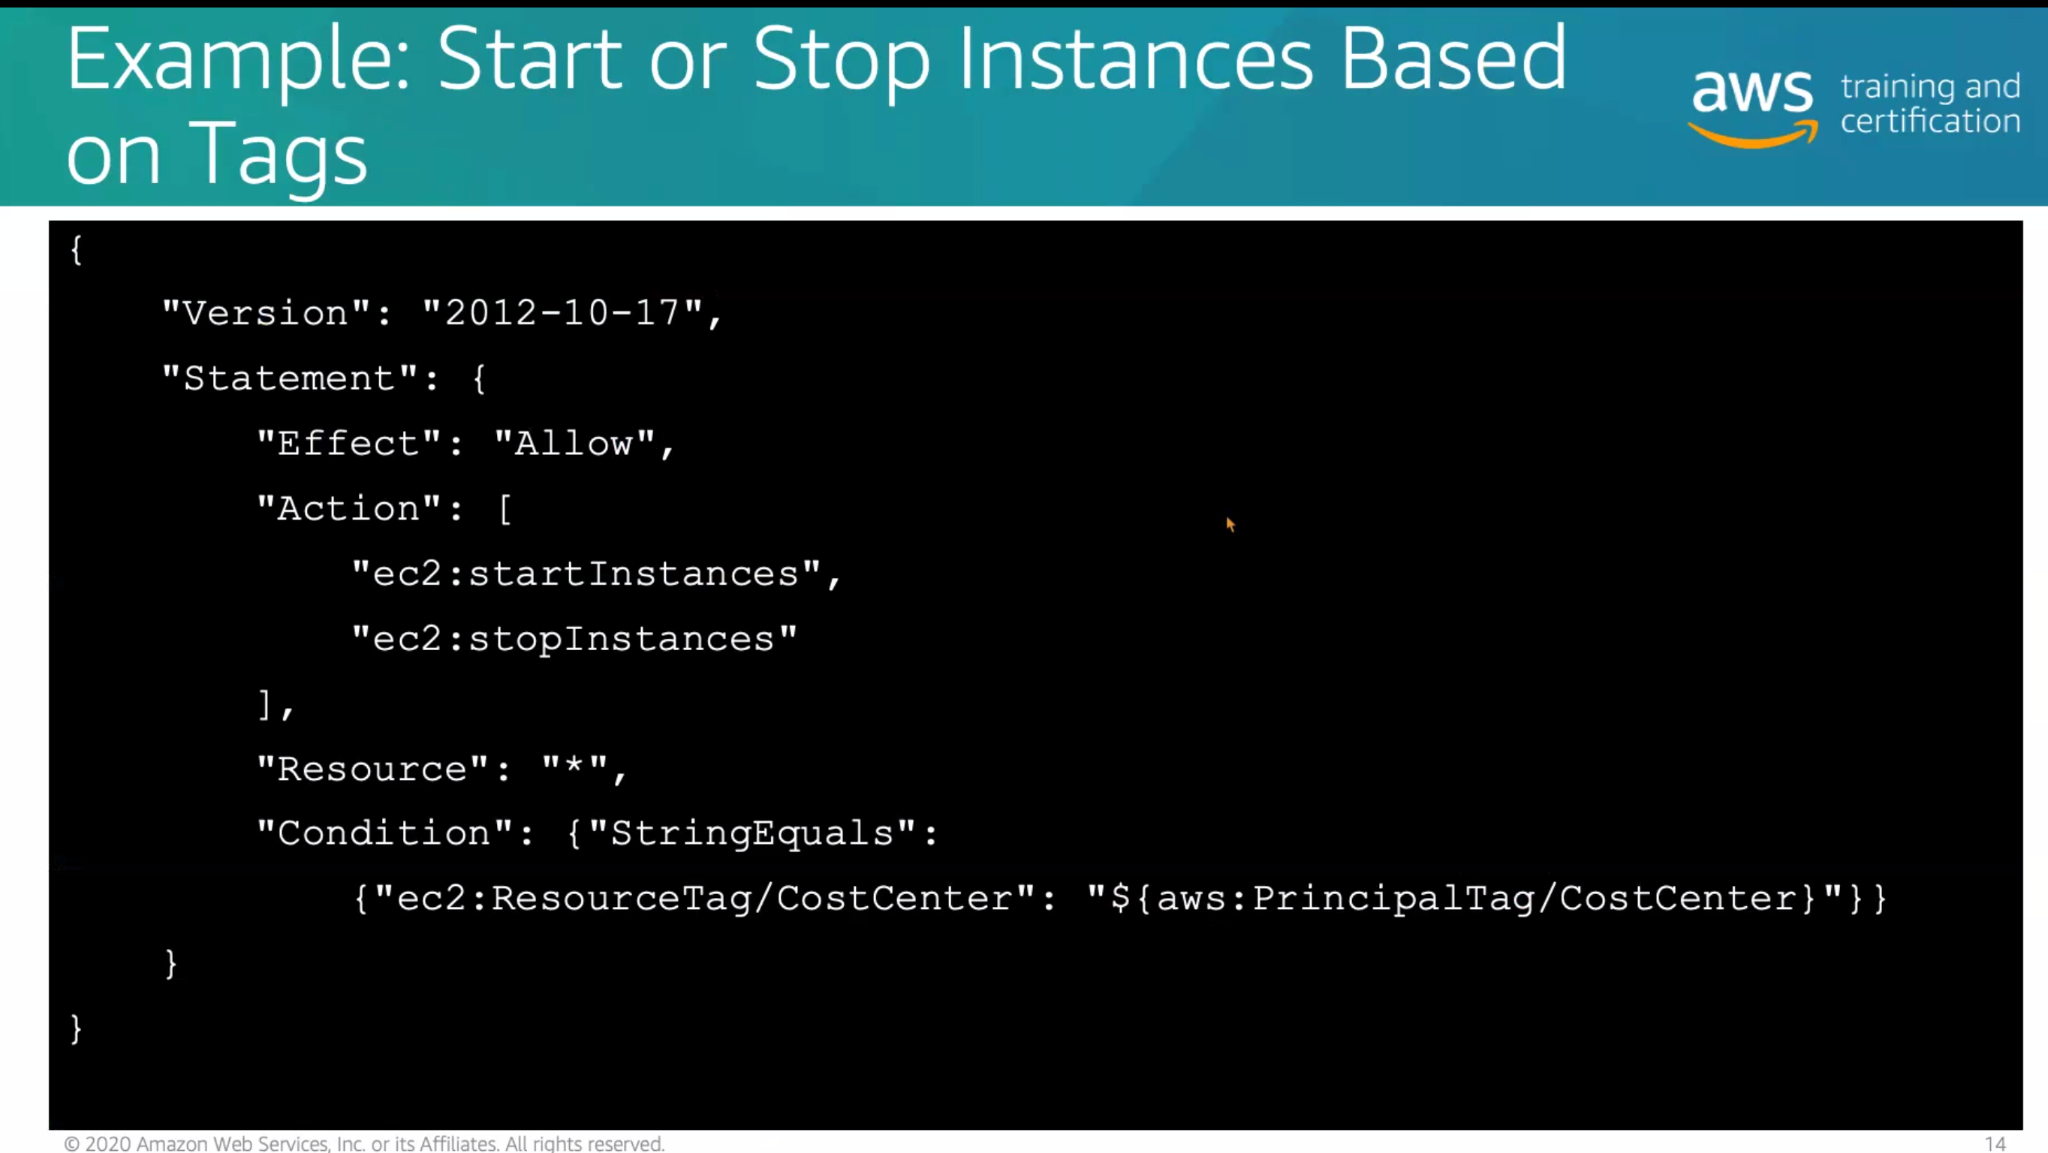 Example: Start or Stop Instances Based
on Tags
aws training and
certification
{
"Version": "2012-10-17",
"Statement": {
"Effect": "Allow",
"Action": [
"ec2:startInstances",
"ec2:stopInstances"
],
"Resource": "*",
"Condition": {"StringEquals":
{"ec2:ResourceTag/CostCenter": "${aws:PrincipalTag/CostCenter}"}}
}
}
© 2020 Amazon Web Services, Inc. or its Affiliates. All rights reserved.
14